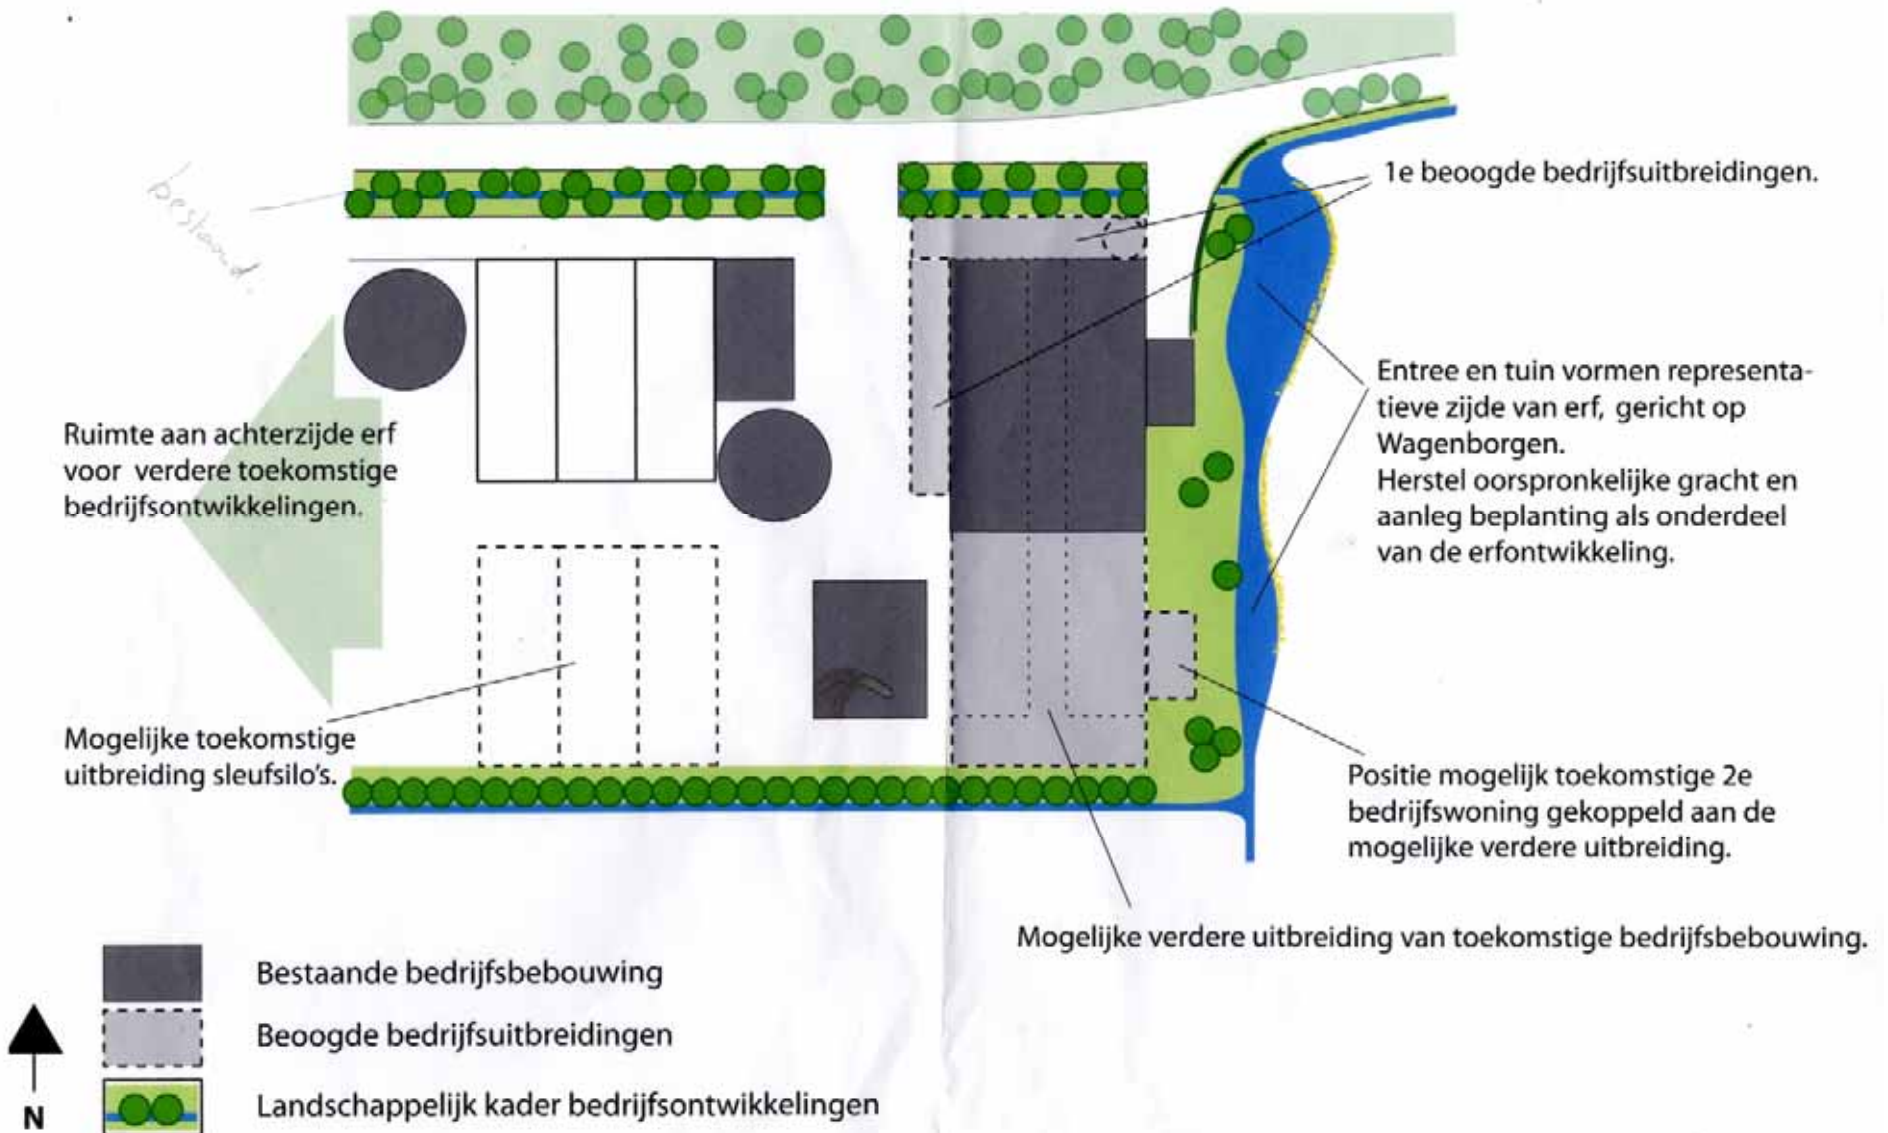 bestaand.
1e beoogde bedrijfsuitbreidingen.
Entree en tuin vormen representa-
tieve zijde van erf, gericht op
Wagenborgen.
Herstel oorspronkelijke gracht en
aanleg beplanting als onderdeel
van de erfontwikkeling.
Ruimte aan achterzijde erf
voor verdere toekomstige
bedrijfsontwikkelingen.
Mogelijke toekomstige
uitbreiding sleufsilo's.
Positie mogelijk toekomstige 2e
bedrijfswoning gekoppeld aan de
mogelijke verdere uitbreiding.
Mogelijke verdere uitbreiding van toekomstige bedrijfsbebouwing.
Bestaande bedrijfsbebouwing
Beoogde bedrijfsuitbreidingen
Landschappelijk kader bedrijfsontwikkelingen
N